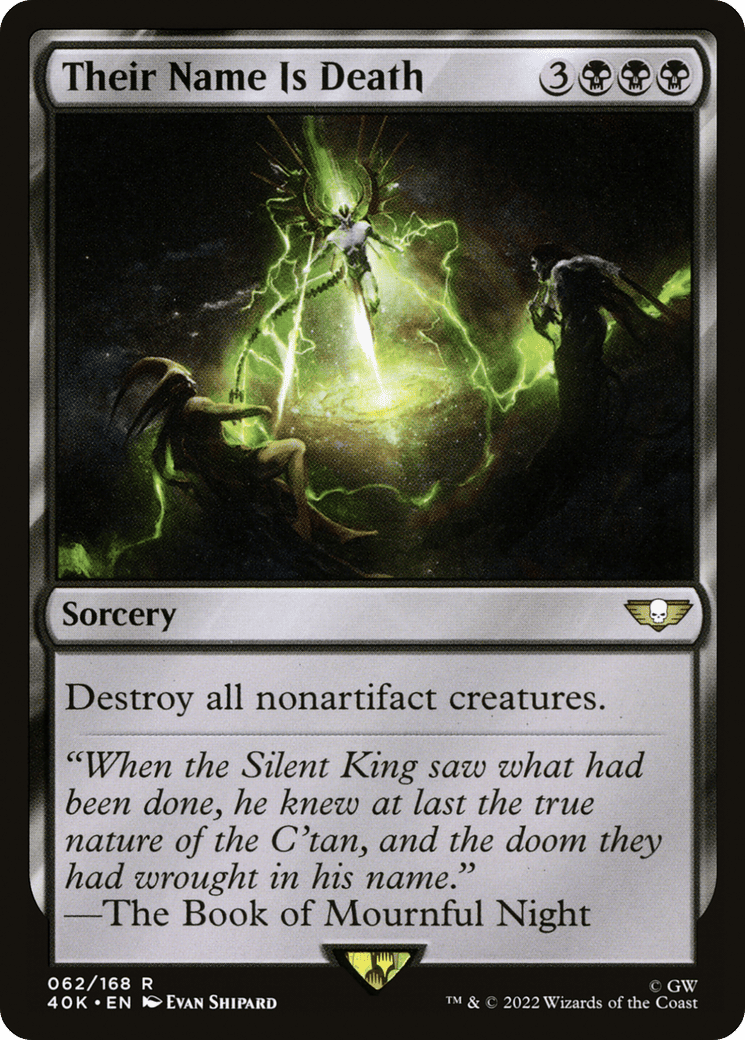 Their Name Is Death 3
Sorcery
Destroy all nonartifact creatures.
“When the Silent King saw what had
been done, he knew at last the true
nature of the C’tan, and the doom they
had wrought in his name.”
—The Book of Mournful Night
062/168 R
40K • EN Evan Shipard
© GW
™ & © 2022 Wizards of the Coast